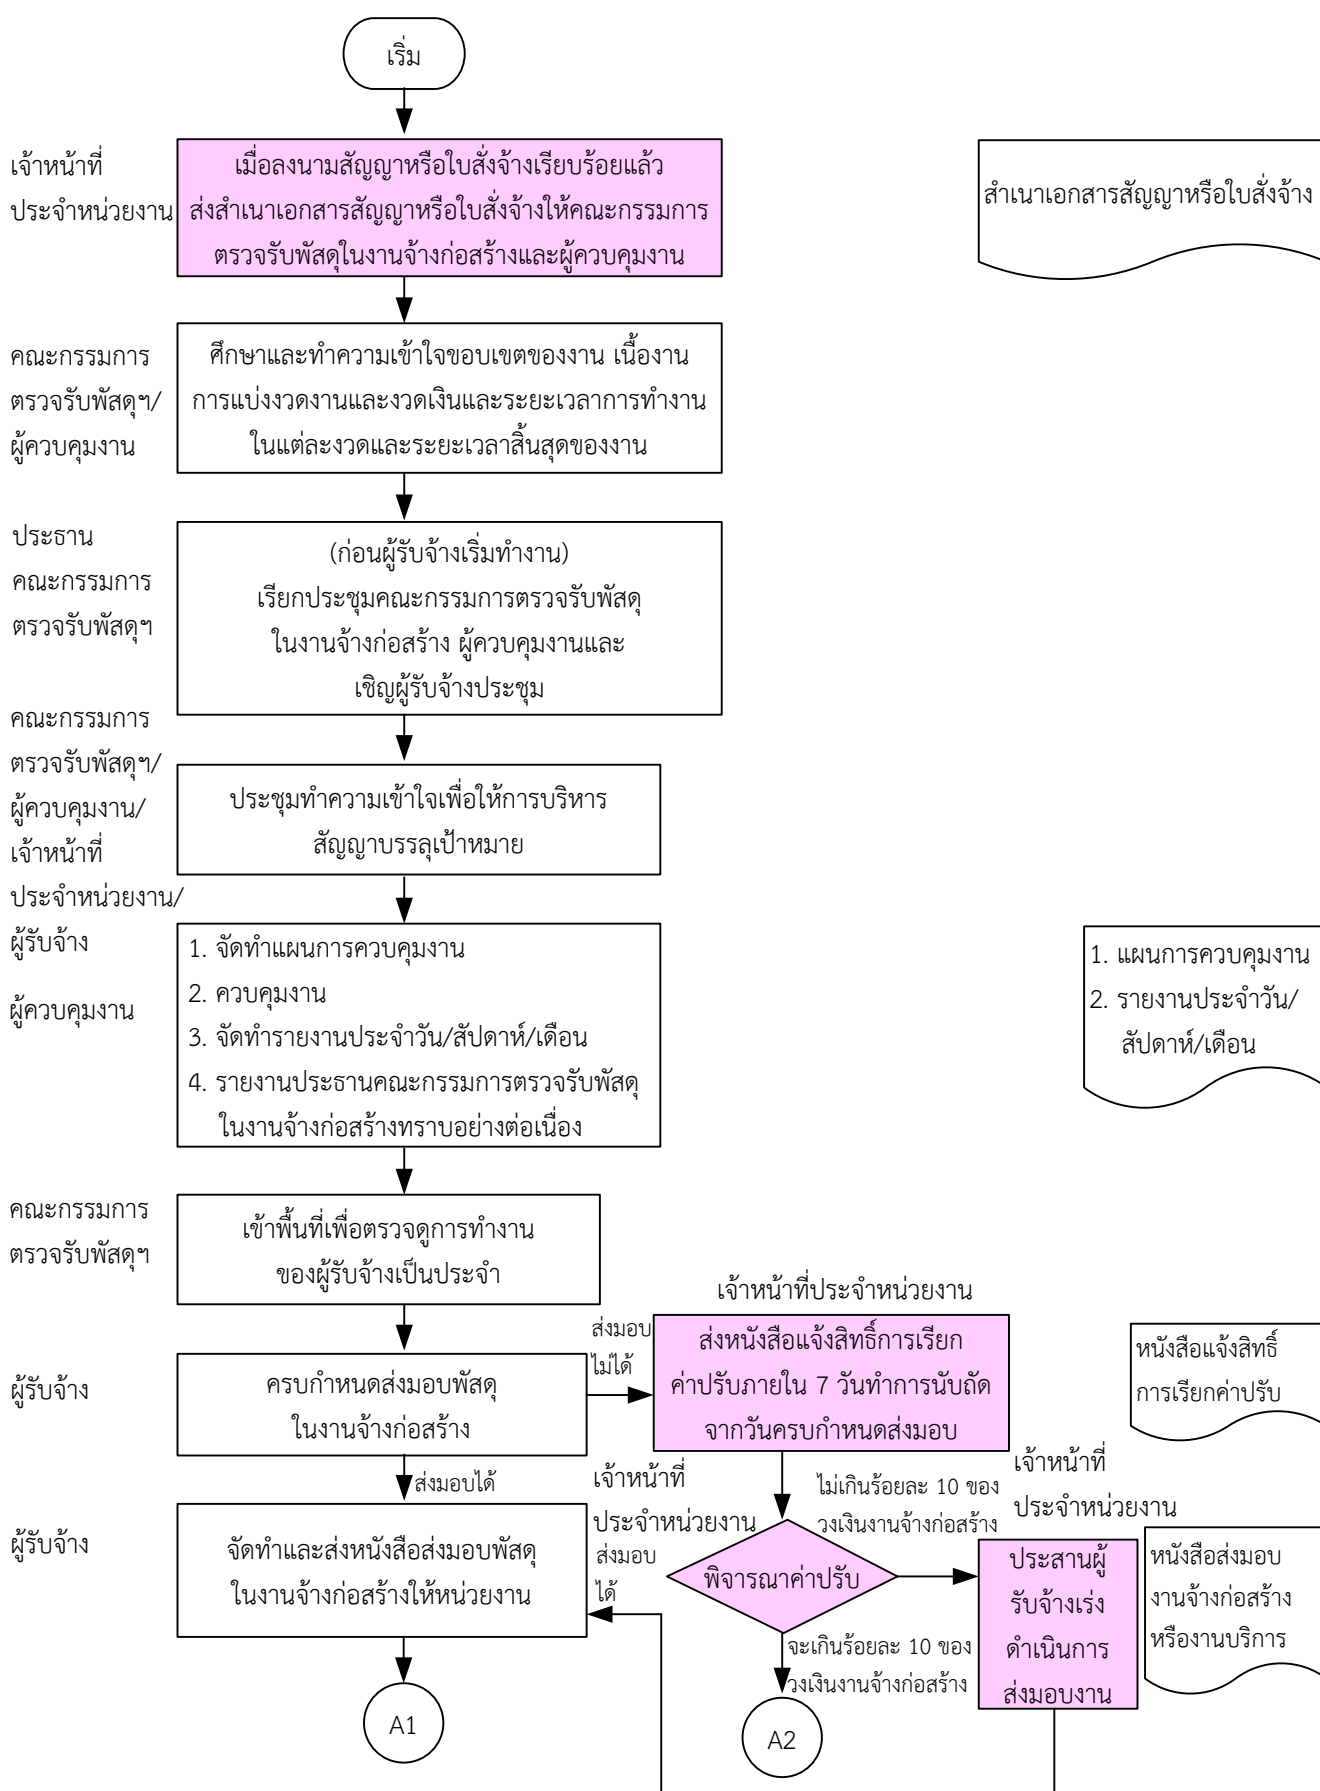 เริ่ม
เจ้าหน้าที่
ประจำหน่วยงาน
เมื่อลงนามสัญญาหรือใบสั่งจ้างเรียบร้อยแล้ว
ส่งสำเนาเอกสารสัญญาหรือใบสั่งจ้างให้คณะกรรมการ
ตรวจรับพัสดุในงานจ้างก่อสร้างและผู้ควบคุมงาน
สำเนาเอกสารสัญญาหรือใบสั่งจ้าง
คณะกรรมการ
ตรวจรับพัสดุฯ/
ผู้ควบคุมงาน
ศึกษาและทำความเข้าใจขอบเขตของงาน เนื้องาน
การแบ่งงวดงานและงวดเงินและระยะเวลาการทำงาน
ในแต่ละงวดและระยะเวลาสิ้นสุดของงาน
ประธาน
คณะกรรมการ
ตรวจรับพัสดุฯ
(ก่อนผู้รับจ้างเริ่มทำงาน)
เรียกประชุมคณะกรรมการตรวจรับพัสดุ
ในงานจ้างก่อสร้าง ผู้ควบคุมงานและ
เชิญผู้รับจ้างประชุม
คณะกรรมการ
ตรวจรับพัสดุฯ/
ผู้ควบคุมงาน/
เจ้าหน้าที่
ประจำหน่วยงาน/
ผู้รับจ้าง
ประชุมทำความเข้าใจเพื่อให้การบริหาร
สัญญาบรรลุเป้าหมาย
ผู้ควบคุมงาน
1. จัดทำแผนการควบคุมงาน
2. ควบคุมงาน
3. จัดทำรายงานประจำวัน/สัปดาห์/เดือน
4. รายงานประธานคณะกรรมการตรวจรับพัสดุ
ในงานจ้างก่อสร้างทราบอย่างต่อเนื่อง
1. แผนการควบคุมงาน
2. รายงานประจำวัน/
สัปดาห์/เดือน
คณะกรรมการ
ตรวจรับพัสดุฯ
เข้าพื้นที่เพื่อตรวจดูการทำงาน
ของผู้รับจ้างเป็นประจำ
เจ้าหน้าที่ประจำหน่วยงาน
ส่งมอบ
ไม่ได้
ส่งหนังสือแจ้งสิทธิ์การเรียก
ค่าปรับภายใน 7 วันทำการนับถัด
จากวันครบกำหนดส่งมอบ
หนังสือแจ้งสิทธิ์
การเรียกค่าปรับ
ผู้รับจ้าง
ครบกำหนดส่งมอบพัสดุ
ในงานจ้างก่อสร้าง
ส่งมอบได้
เจ้าหน้าที่
ประจำหน่วยงาน
ไม่เกินร้อยละ 10 ของ
วงเงินงานจ้างก่อสร้าง
เจ้าหน้าที่
ประจำหน่วยงาน
ผู้รับจ้าง
จัดทำและส่งหนังสือส่งมอบพัสดุ
ในงานจ้างก่อสร้างให้หน่วยงาน
ส่งมอบ
ได้
พิจารณาค่าปรับ
ประสานผู้
รับจ้างเร่ง
ดำเนินการ
ส่งมอบงาน
หนังสือส่งมอบ
งานจ้างก่อสร้าง
หรืองานบริการ
จะเกินร้อยละ 10 ของ
วงเงินงานจ้างก่อสร้าง
A1
A2